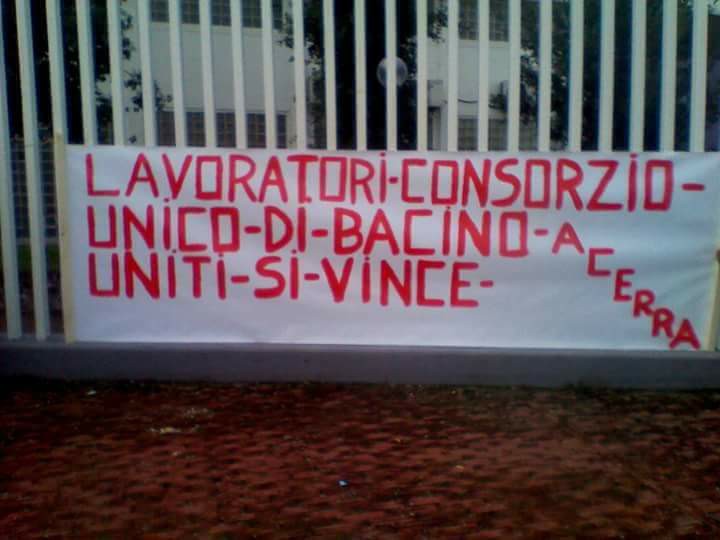 LAVORATORi-CONSORZiO-
UNiCO-Di-BACiNO-ACERRA
UNiTi-Si-ViNCE-